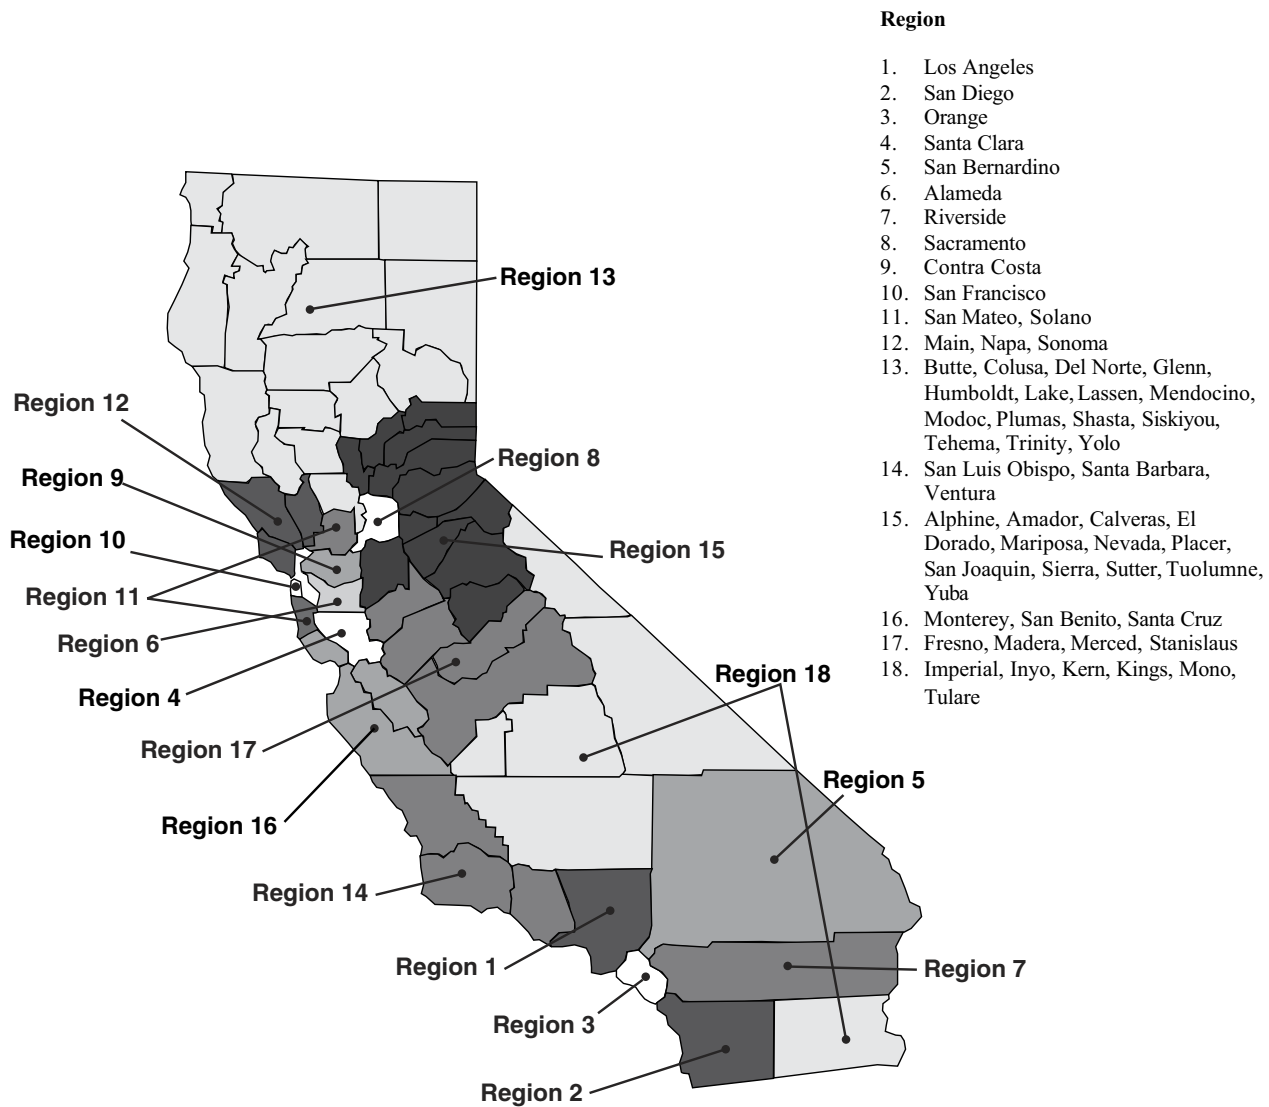 Region
1. Los Angeles
2. San Diego
3. Orange
4. Santa Clara
5. San Bernardino
6. Alameda
7. Riverside
8. Sacramento
9. Contra Costa
10. San Francisco
11. San Mateo, Solano
12. Main, Napa, Sonoma
13. Butte, Colusa, Del Norte, Glenn,
Humboldt, Lake, Lassen, Mendocino,
Modoc, Plumas, Shasta, Siskiyou,
Tehema, Trinity, Yolo
14. San Luis Obispo, Santa Barbara,
Ventura
15. Alphine, Amador, Calveras, El
Dorado, Mariposa, Nevada, Placer,
San Joaquin, Sierra, Sutter, Tuolumne,
Yuba
16. Monterey, San Benito, Santa Cruz
17. Fresno, Madera, Merced, Stanislaus
18. Imperial, Inyo, Kern, Kings, Mono,
Tulare
Region 13
Region 12
Region 8
Region 9
Region 10
Region 15
Region 11
Region 6
Region 18
Region 4
Region 17
Region 5
Region 16
Region 14
Region 1
Region 7
Region 3
Region 2